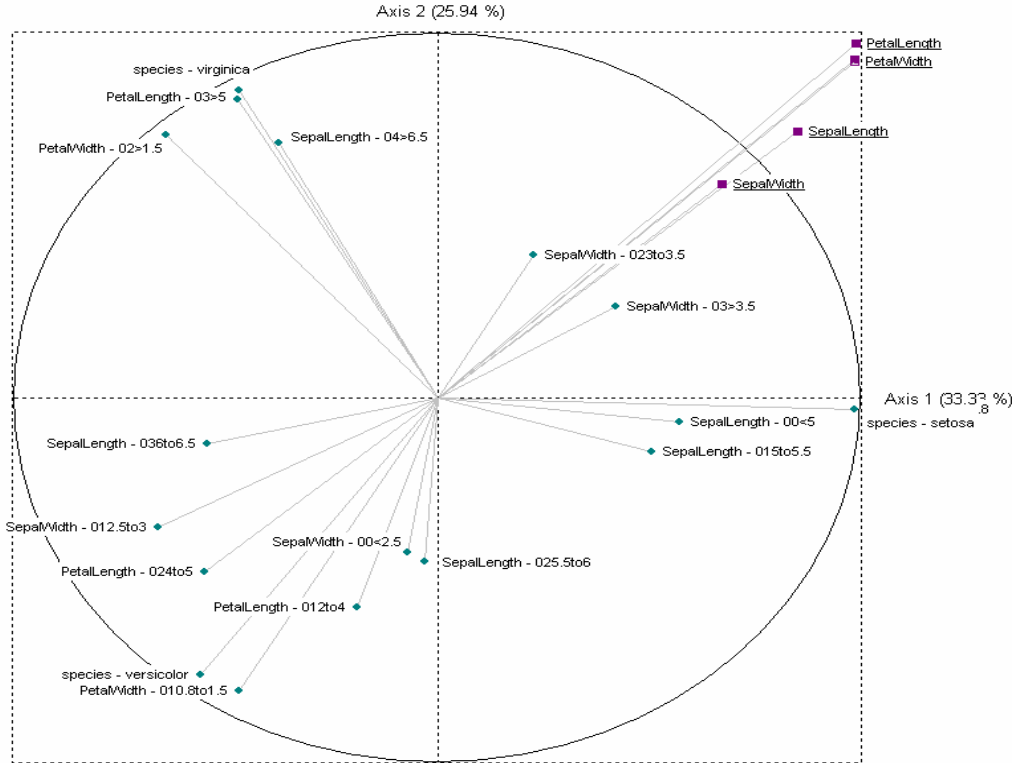 Axis 2 (25.94 %)
PetalLength
PetalWidth
species - virginica
PetalLength - 03>5
SepalLength - 04>6.5
SepalLength
PetalWidth - 02>1.5
SepalWidth
SepalWidth - 023to3.5
SepalWidth - 03>3.5
Axis 1 (33.33 %)
.8
species - setosa
SepalLength - 00<5
SepalLength - 036to6.5
SepalLength - 015to5.5
SepalWidth - 012.5to3
SepalWidth - 00<2.5
SepalLength - 025.5to6
PetalLength - 024to5
PetalLength - 012to4
species - versicolor
PetalWidth - 010.8to1.5